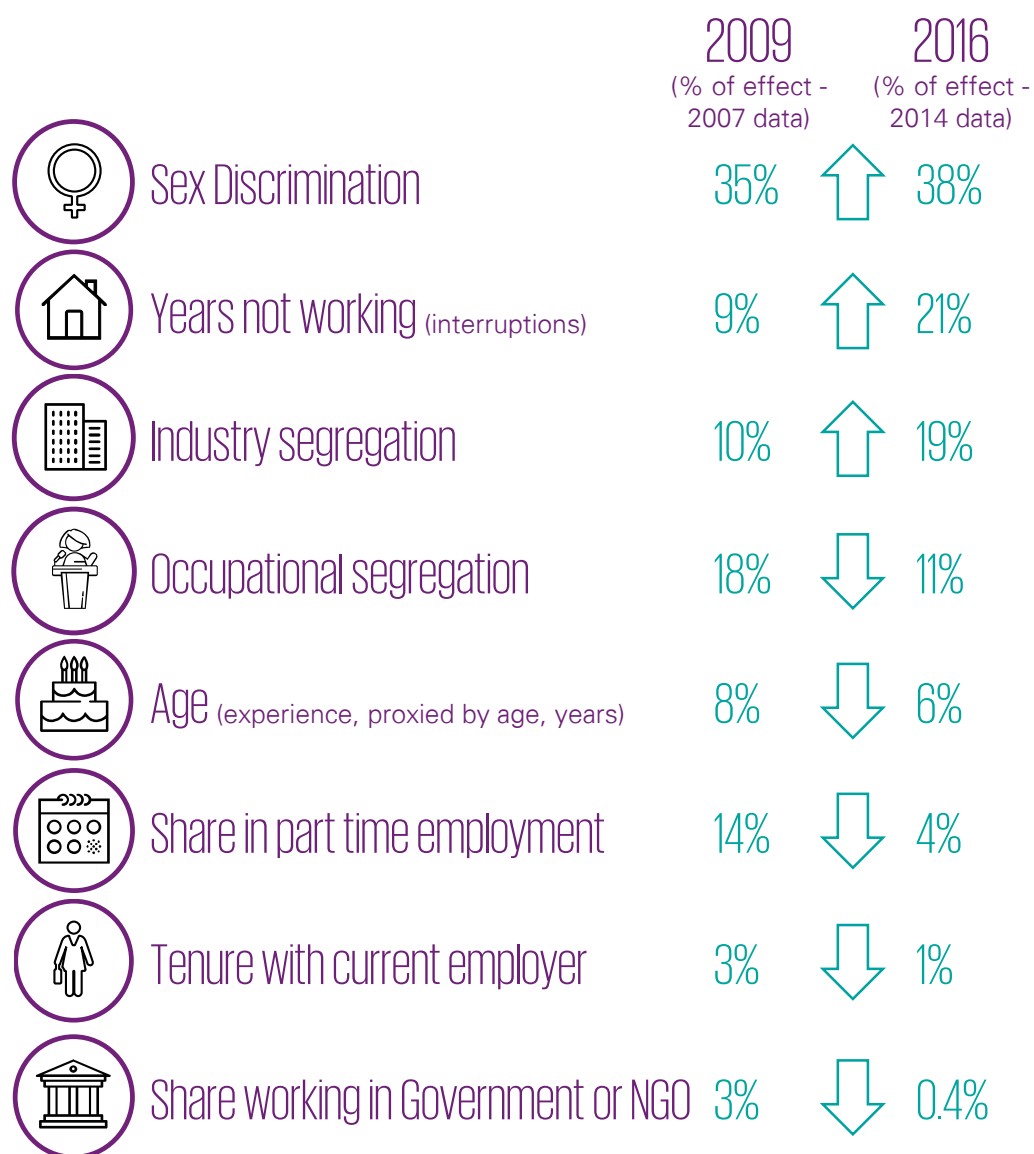 2009 2016
(% of effect - (% of effect -
2007 data) 2014 data)
Sex Discrimination 35% 38%
Years not working (interruptions) 9% 21%
Industry segregation 10% 19%
Occupational segregation 18% 11%
Age (experience, proxied by age, years) 8% 6%
Share in part time employment 14% 4%
Tenure with current employer 3% 1%
Share working in Government or NGO 3% 0.4%